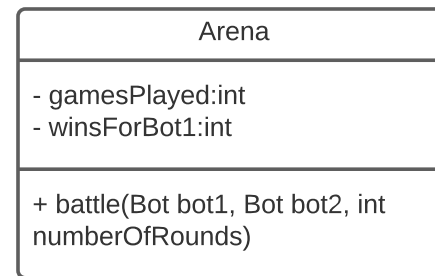 Arena
- gamesPlayed:int
- winsForBot1:int
+ battle(Bot bot1, Bot bot2, int
numberOfRounds)